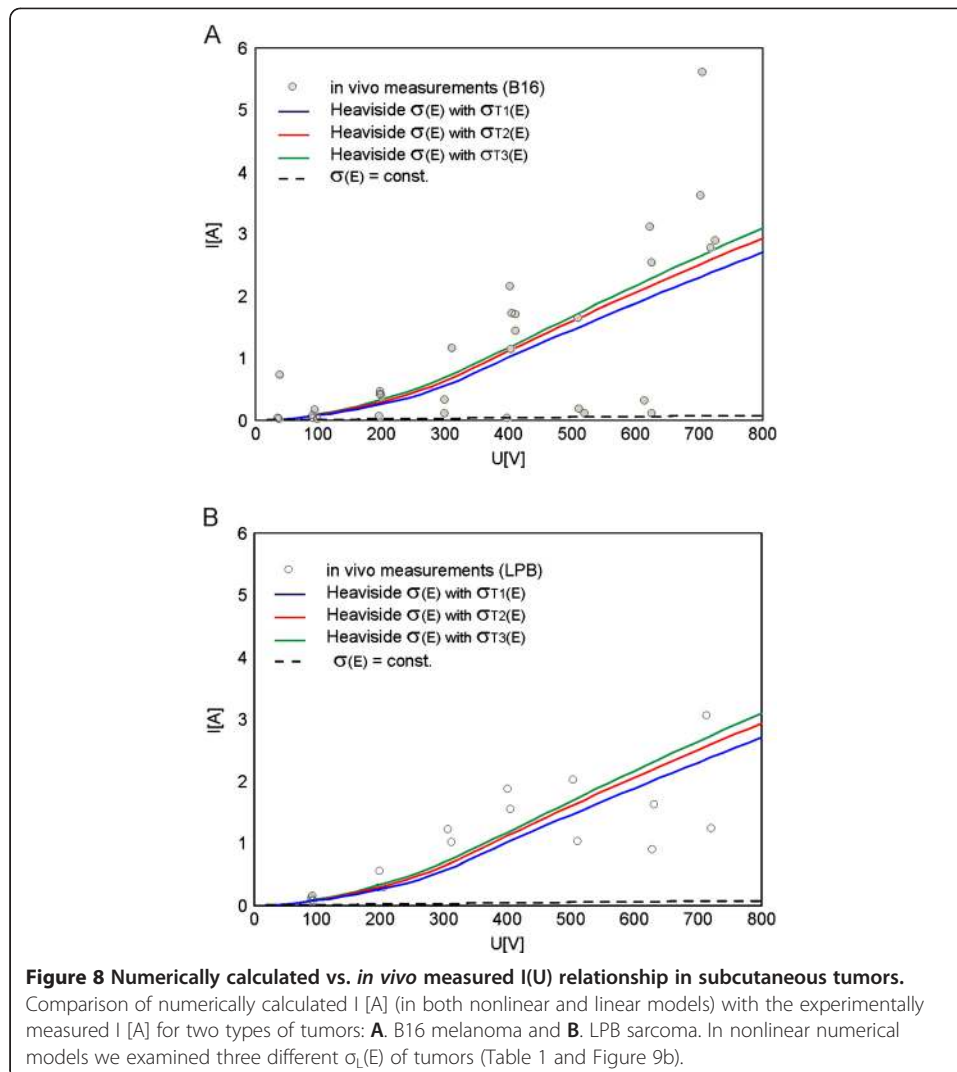 A
6
5
4
3
2
1
0
I[A]
in vivo measurements (B16)
Heaviside σ(E) with σT1(E)
Heaviside σ(E) with σT2(E)
Heaviside σ(E) with σT3(E)
σ(E) = const.
0 100 200 300 400 500 600 700 800
U[V]
B
6
5
4
3
2
1
0
I[A]
in vivo measurements (LPB)
Heaviside σ(E) with σT1(E)
Heaviside σ(E) with σT2(E)
Heaviside σ(E) with σT3(E)
σ(E) = const.
0 100 200 300 400 500 600 700 800
U[V]
Figure 8 Numerically calculated vs. in vivo measured I(U) relationship in subcutaneous tumors.
Comparison of numerically calculated I [A] (in both nonlinear and linear models) with the experimentally
measured I [A] for two types of tumors: A. B16 melanoma and B. LPB sarcoma. In nonlinear numerical
models we examined three different σL(E) of tumors (Table 1 and Figure 9b).